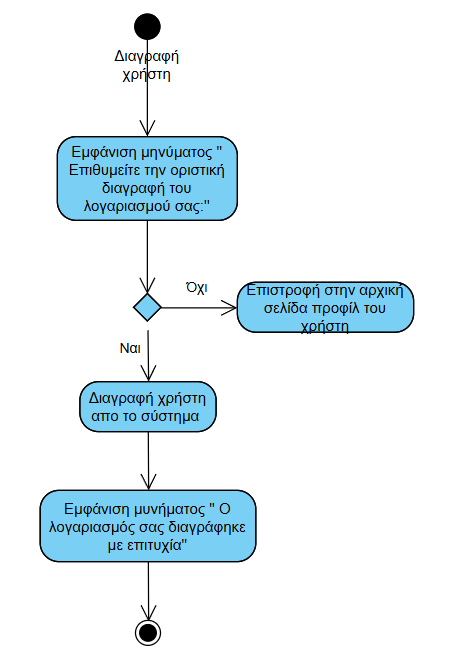 Διαγραφή
χρήστη
Εμφάνιση μηνύματος "
Επιθυμείτε την οριστική
διαγραφή του
λογαριασμού σας:"
Όχι
Επιστροφή στην αρχική
σελίδα προφίλ του
χρήστη
Ναι
Διαγραφή χρήστη
απο το σύστημα
Εμφάνιση μυνήματος " Ο
λογαριασμός σας διαγράφηκε
με επιτυχία"